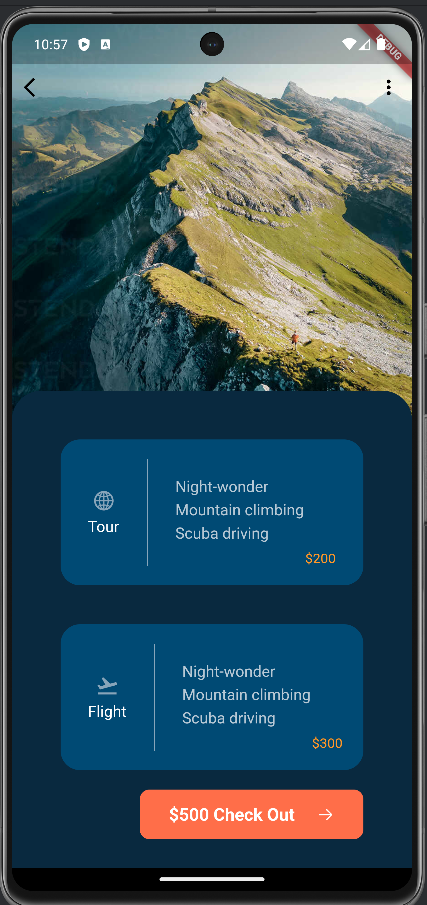 10:57
DEBUG
Tour
Night-wonder
Mountain climbing
Scuba driving
$200
Flight
Night-wonder
Mountain climbing
Scuba driving
$300
$500 Check Out